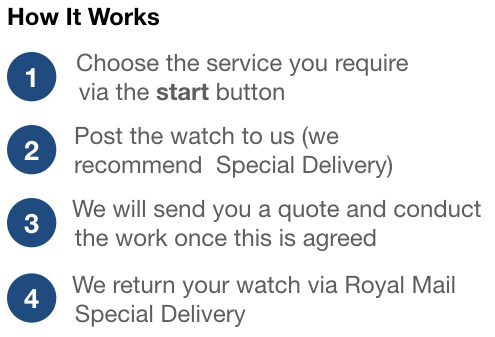 How It Works
1 Choose the service you require
via the start button
2 Post the watch to us (we
recommend  Special Delivery)
3 We will send you a quote and conduct
the work once this is agreed
4 We return your watch via Royal Mail
Special Delivery